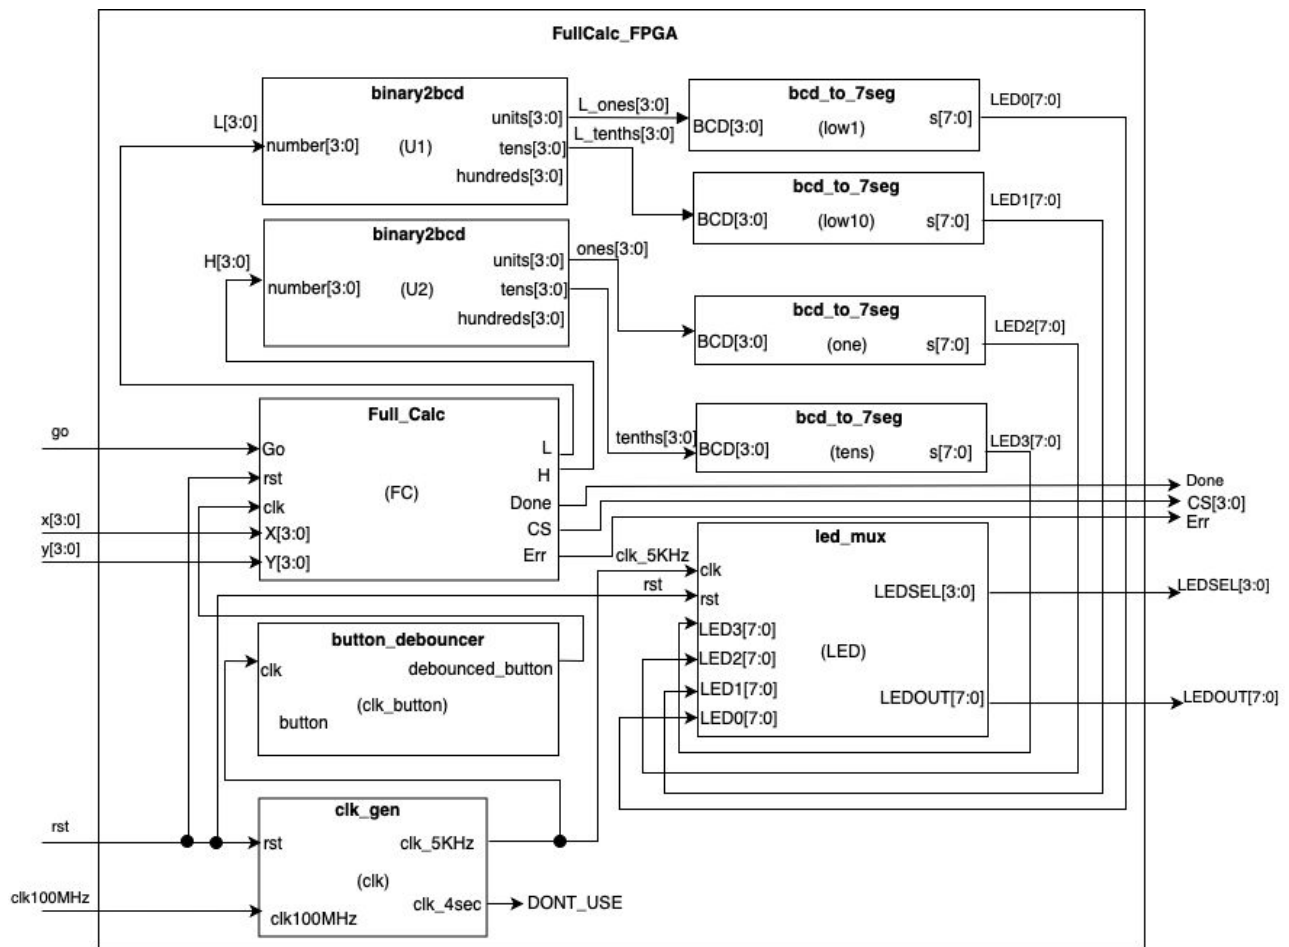 FullCalc_FPGA
binary2bcd
L[3:0]
number[3:0]
(U1)
units[3:0]
tens[3:0]
hundreds[3:0]
L_ones[3:0]
L_tenths[3:0]
bcd_to_7seg
BCD[3:0]
(low1)
s[7:0]
LED0[7:0]
bcd_to_7seg
BCD[3:0]
(low10)
s[7:0]
LED1[7:0]
binary2bcd
H[3:0]
number[3:0]
(U2)
units[3:0]
tens[3:0]
hundreds[3:0]
ones[3:0]
bcd_to_7seg
BCD[3:0]
(one)
s[7:0]
LED2[7:0]
tenths[3:0]
bcd_to_7seg
BCD[3:0]
(tens)
s[7:0]
LED3[7:0]
Full_Calc
go
Go
rst
clk
x[3:0]
X[3:0]
y[3:0]
Y[3:0]
(FC)
L
H
Done
CS
Err
Done
CS[3:0]
Err
led_mux
clk_5KHz
clk
rst
rst
LED3[7:0]
LED2[7:0]
LED1[7:0]
LED0[7:0]
(LED)
LEDSEL[3:0]
LEDOUT[7:0]
LEDSEL[3:0]
LEDOUT[7:0]
button_debouncer
clk
debounced_button
(clk_button)
button
clk_gen
rst
rst
clk_5KHz
(clk)
clk_4sec
DONT_USE
clk100MHz
clk100MHz